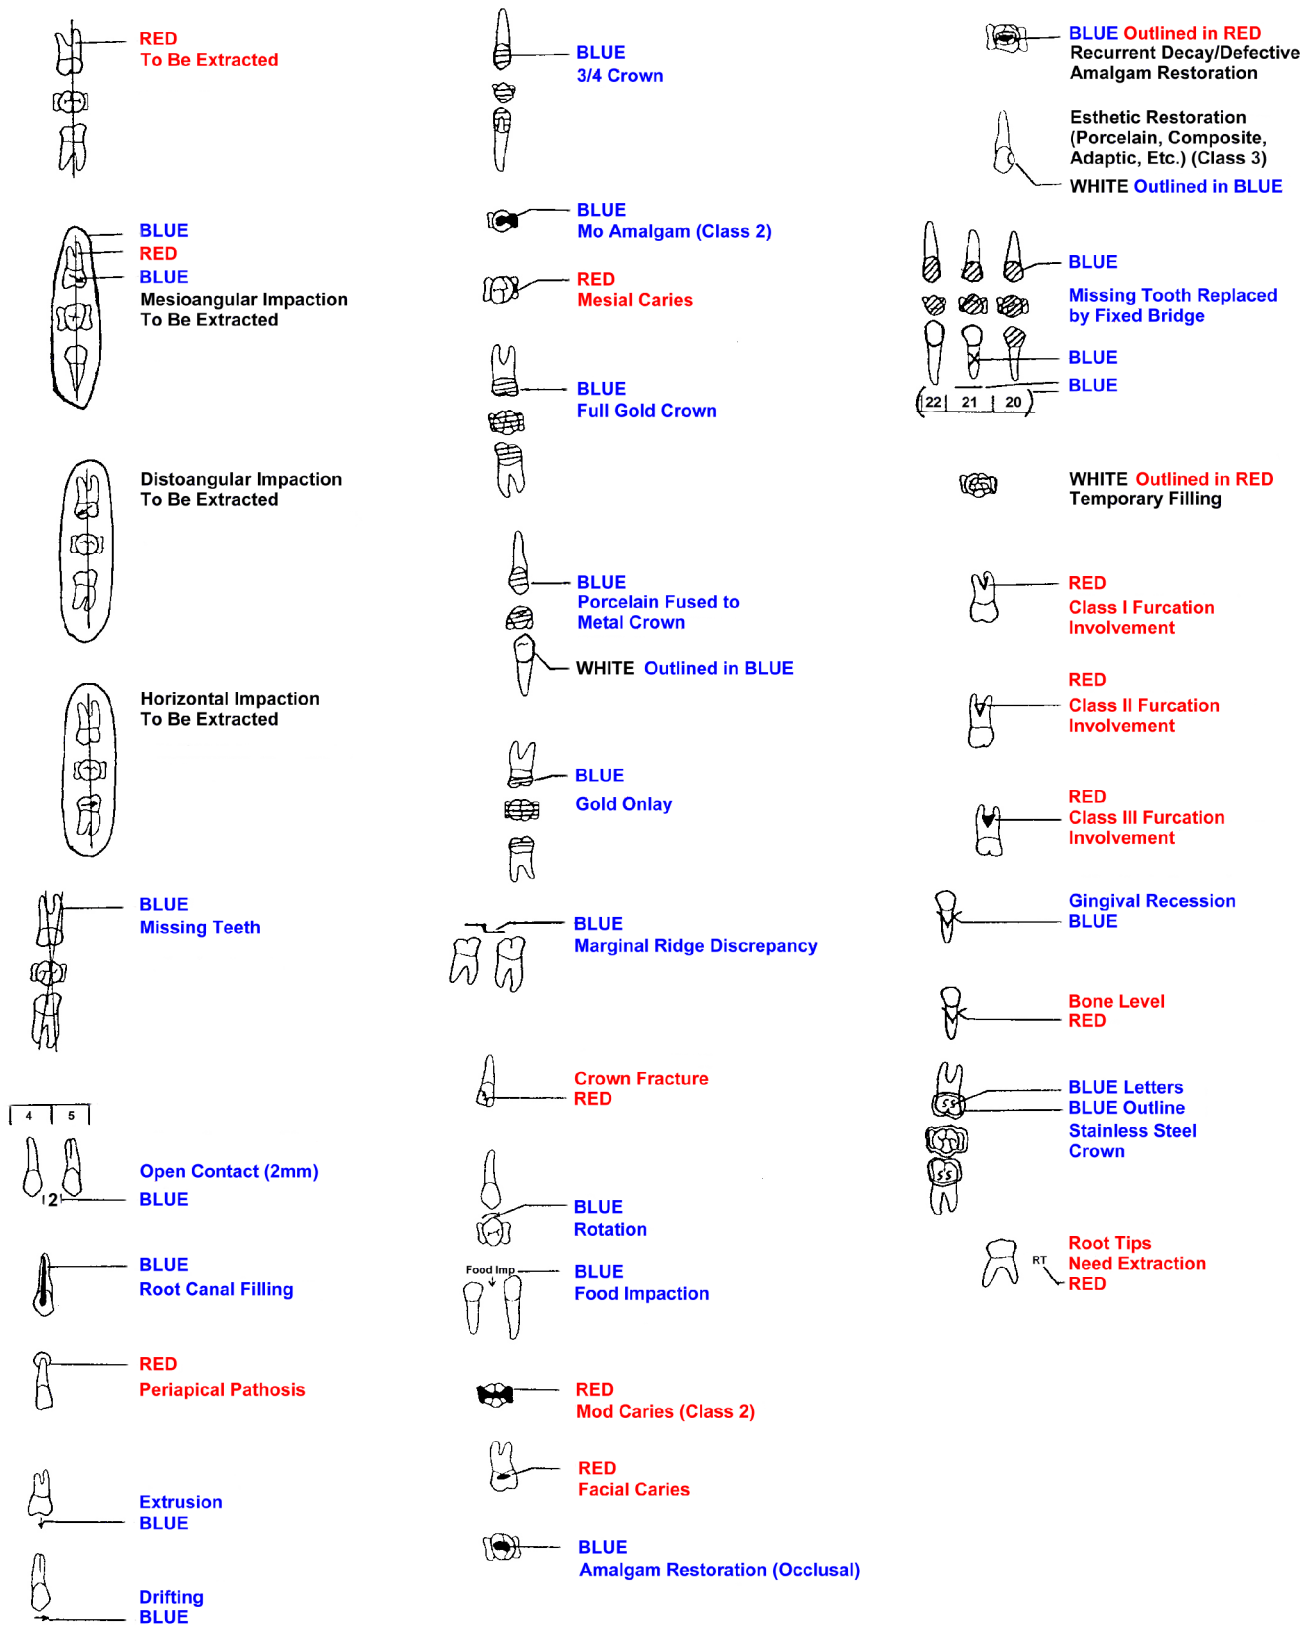 RED
To Be Extracted
BLUE
RED
BLUE
Mesioangular Impaction
To Be Extracted
Distoangular Impaction
To Be Extracted
Horizontal Impaction
To Be Extracted
BLUE
Missing Teeth
4 5
Open Contact (2mm)
2
BLUE
BLUE
Root Canal Filling
RED
Periapical Pathosis
Extrusion
BLUE
Drifting
BLUE
BLUE
3/4 Crown
BLUE
Mo Amalgam (Class 2)
RED
Mesial Caries
BLUE
Full Gold Crown
BLUE
Porcelain Fused to
Metal Crown
WHITE Outlined in BLUE
BLUE
Gold Onlay
BLUE
Marginal Ridge Discrepancy
Crown Fracture
RED
BLUE
Rotation
Food Imp
BLUE
Food Impaction
RED
Mod Caries (Class 2)
RED
Facial Caries
BLUE
Amalgam Restoration (Occlusal)
BLUE Outlined in RED
Recurrent Decay/Defective
Amalgam Restoration
Esthetic Restoration
(Porcelain, Composite,
Adaptic, Etc.) (Class 3)
WHITE Outlined in BLUE
BLUE
Missing Tooth Replaced
by Fixed Bridge
BLUE
BLUE
22 21 20
WHITE Outlined in RED
Temporary Filling
RED
Class I Furcation
Involvement
RED
Class II Furcation
Involvement
RED
Class III Furcation
Involvement
Gingival Recession
BLUE
Bone Level
RED
BLUE Letters
SS
BLUE Outline
Stainless Steel
Crown
SS
Root Tips
Need Extraction
RT
RED